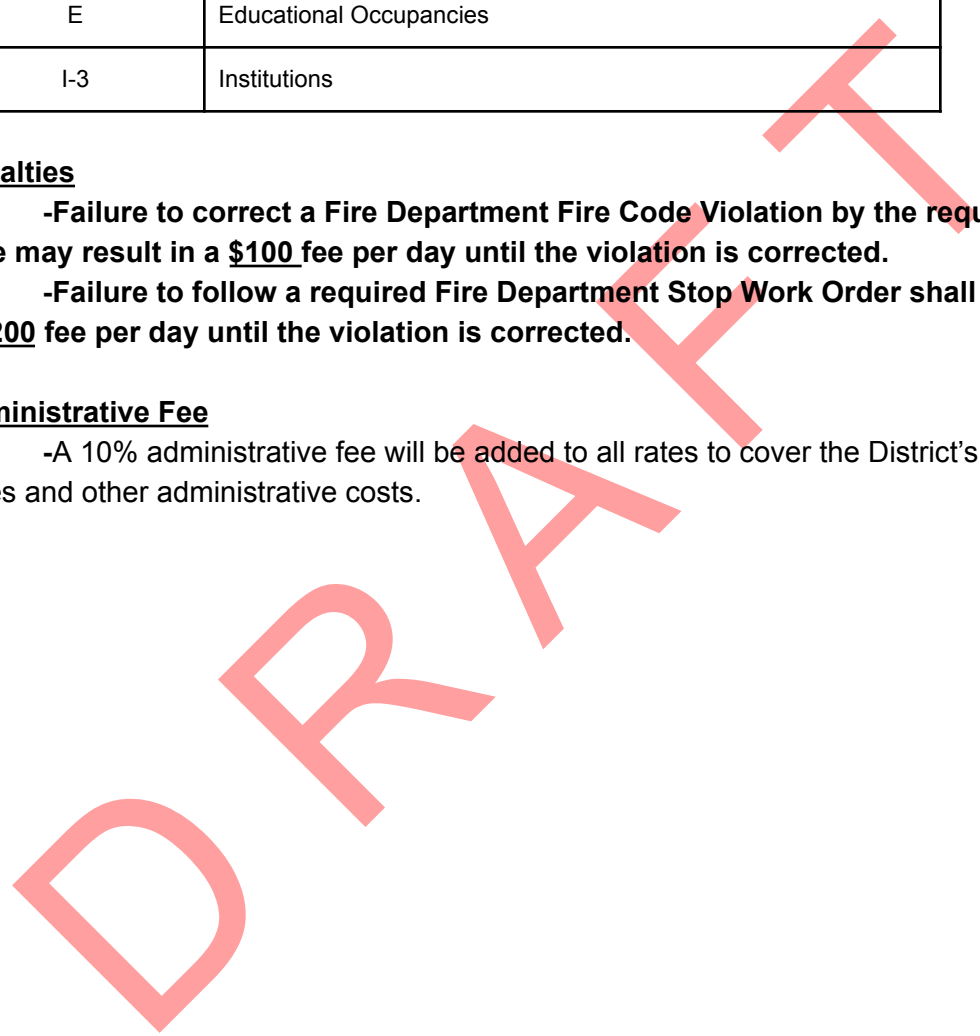 E Educational Occupancies
I-3 Institutions
alties
-Failure to correct a Fire Department Fire Code Violation by the requ
e may result in a $100 fee per day until the violation is corrected.
-Failure to follow a required Fire Department Stop Work Order shall
200 fee per day until the violation is corrected.
ministrative Fee
-A 10% administrative fee will be added to all rates to cover the District's
es and other administrative costs.
DRAFT